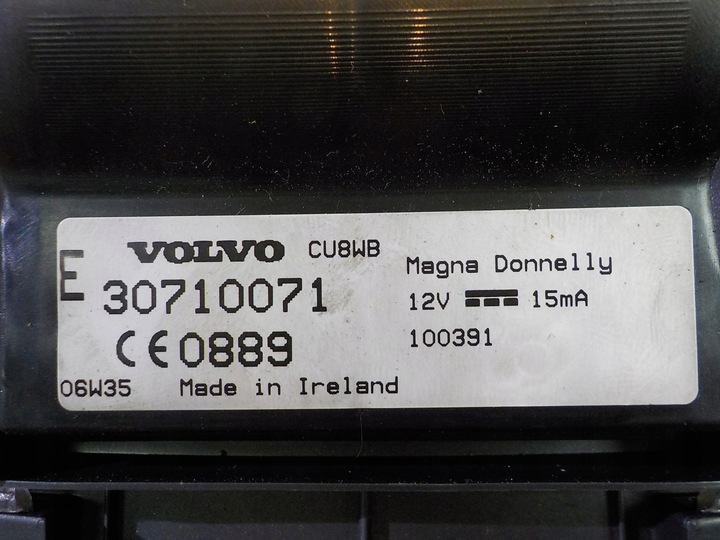 E VOLVO CU8WB
30710071
CE0889
06W35 Made in Ireland
Magna Donnelly
12V 15mA
100391